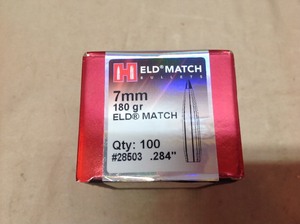 H ELD® MATCH
BULLETS
7mm
180 gr
ELD® MATCH
Qty: 100
#28503 .284"